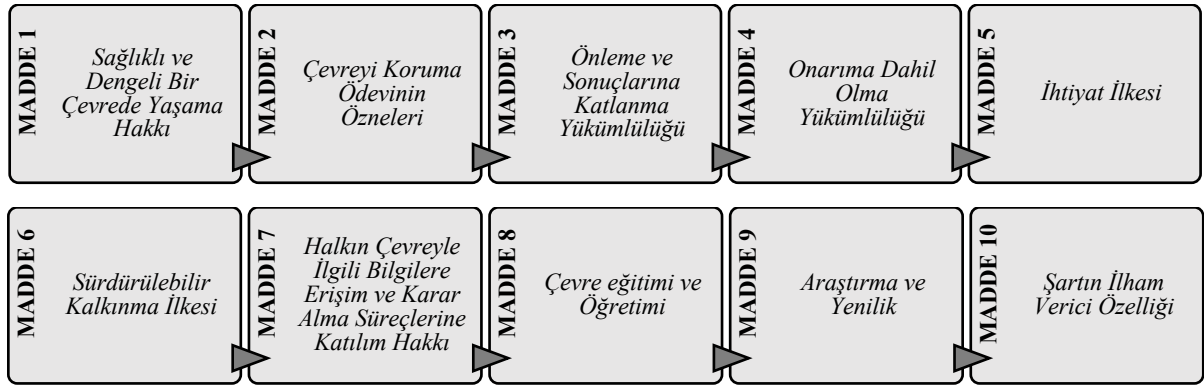 MADDE 1
Sağlıklı ve
Dengeli Bir
Çevrede Yaşama
Hakkı
MADDE 2
Çevreyi Koruma
Ödevinin
Özneleri
MADDE 3
Önleme ve
Sonuçlarına
Katlanma
Yükümlülüğü
MADDE 4
Onarıma Dahil
Olma
Yükümlülüğü
MADDE 5
İhtiyat İlkesi
MADDE 6
Sürdürülebilir
Kalkınma İlkesi
MADDE 7
Halkın Çevreyle
İlgili Bilgilere
Erişim ve Karar
Alma Süreçlerine
Katılım Hakkı
MADDE 8
Çevre eğitimi ve
Öğretimi
MADDE 9
Araştırma ve
Yenilik
MADDE 10
Şartın İlham
Verici Özelliği